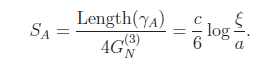 S_A = \frac{\text{Length}(\gamma_A)}{4G_N^{(3)}} = \frac{c}{6} \log \frac{\xi}{a}.